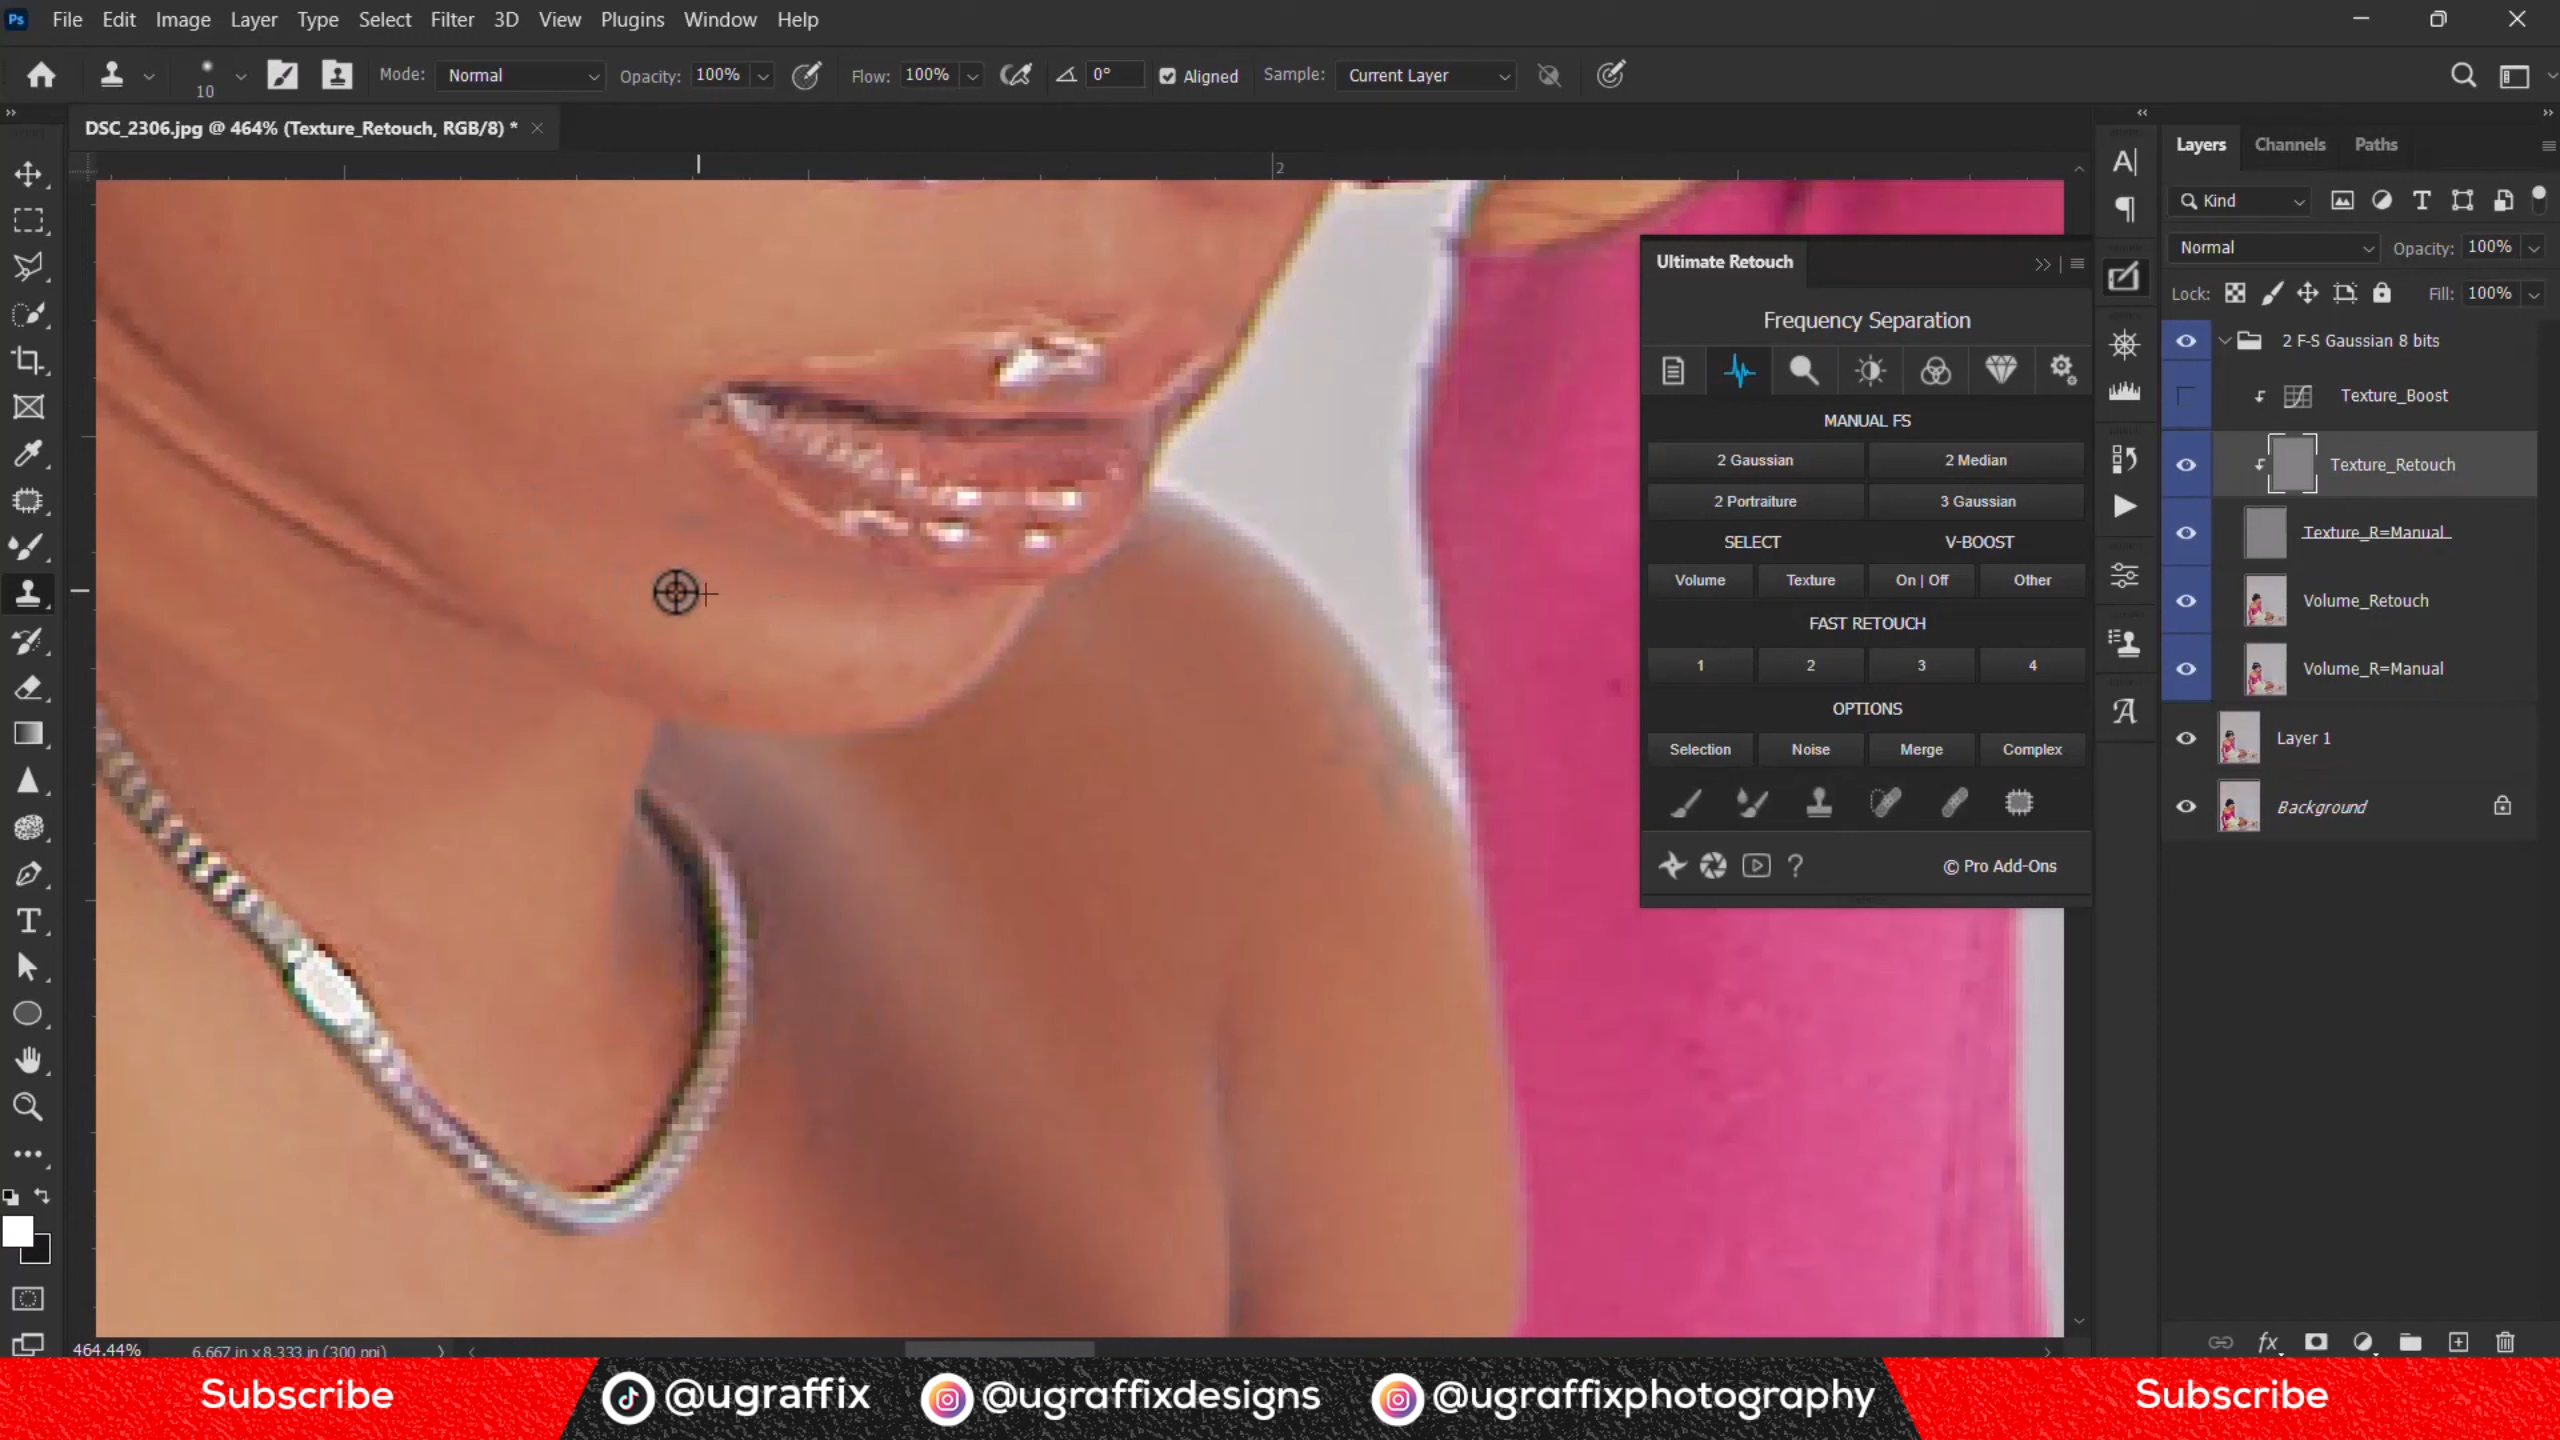 Ps File Edit Image Layer Type Select Filter 3D View Plugins Window Help
10 Mode: Normal Opacity: 100% Flow: 100% 0° Aligned Sample: Current Layer
DSC_2306.jpg @ 464% (Texture_Retouch, RGB/8) *
2
Ultimate Retouch
Frequency Separation
MANUAL FS
2 Gaussian 2 Median
2 Portraiture 3 Gaussian
SELECT V-BOOST
Volume Texture On | Off Other
FAST RETOUCH
1 2 3 4
OPTIONS
Selection Noise Merge Complex
© Pro Add-Ons
Layers Channels Paths
Kind
Normal Opacity: 100%
Lock: Fill: 100%
2 F-S Gaussian 8 bits
Texture_Boost
Texture_Retouch
Texture_R=Manual
Volume_Retouch
Volume_R=Manual
Layer 1
Background
464.44% 6.667 in x 8.333 in (300 ppi)
Subscribe @ugraffix @ugraffixdesigns @ugraffixphotography Subscribe